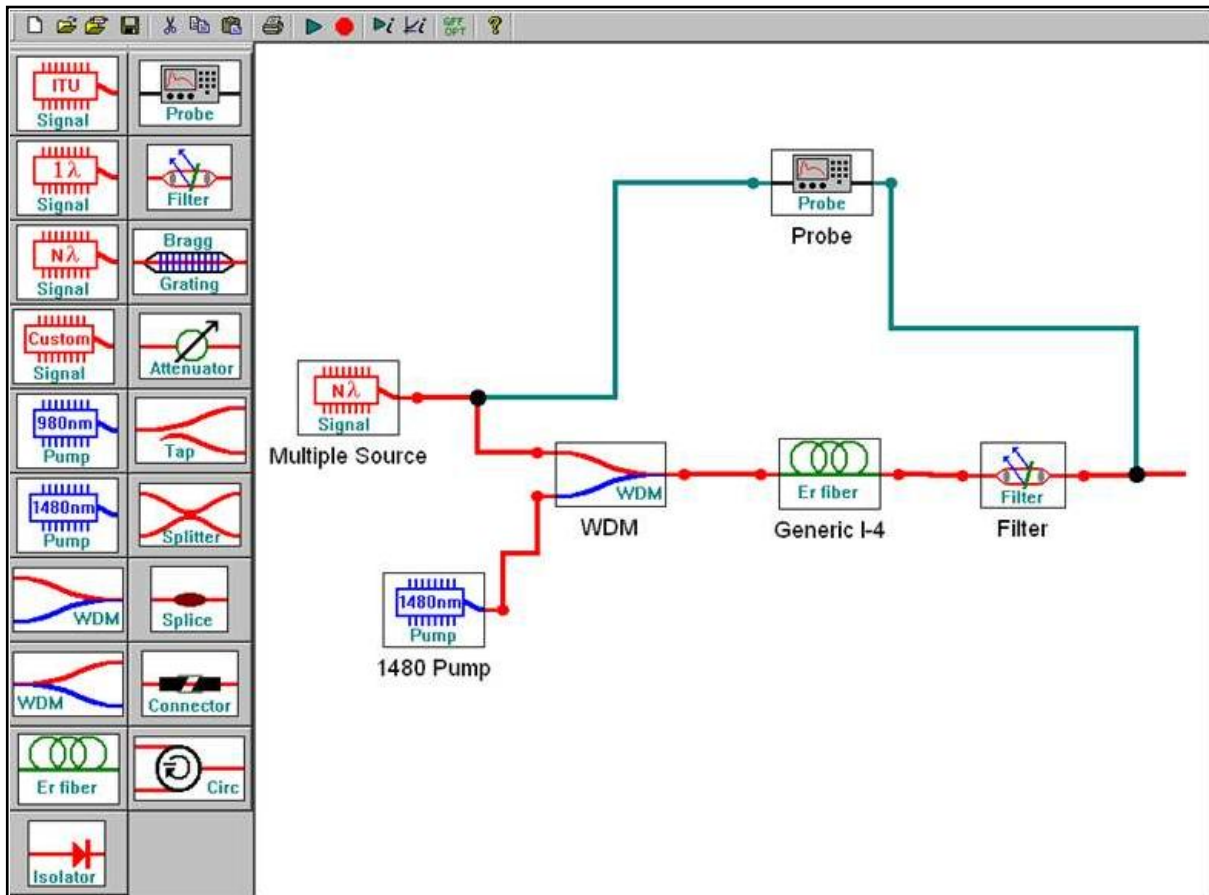 GFF
OPT
?
ITU
Signal
Probe
1λ
Signal
Filter
Nλ
Signal
Bragg
Grating
Custom
Signal
Attenuator
980nm
Pump
Tap
1480nm
Pump
Splitter
WDM
Splice
WDM
Connector
Er fiber
Circ
Isolator
Probe
Probe
Nλ
Signal
Multiple Source
WDM
WDM
Er fiber
Generic I-4
Filter
Filter
1480nm
Pump
1480 Pump